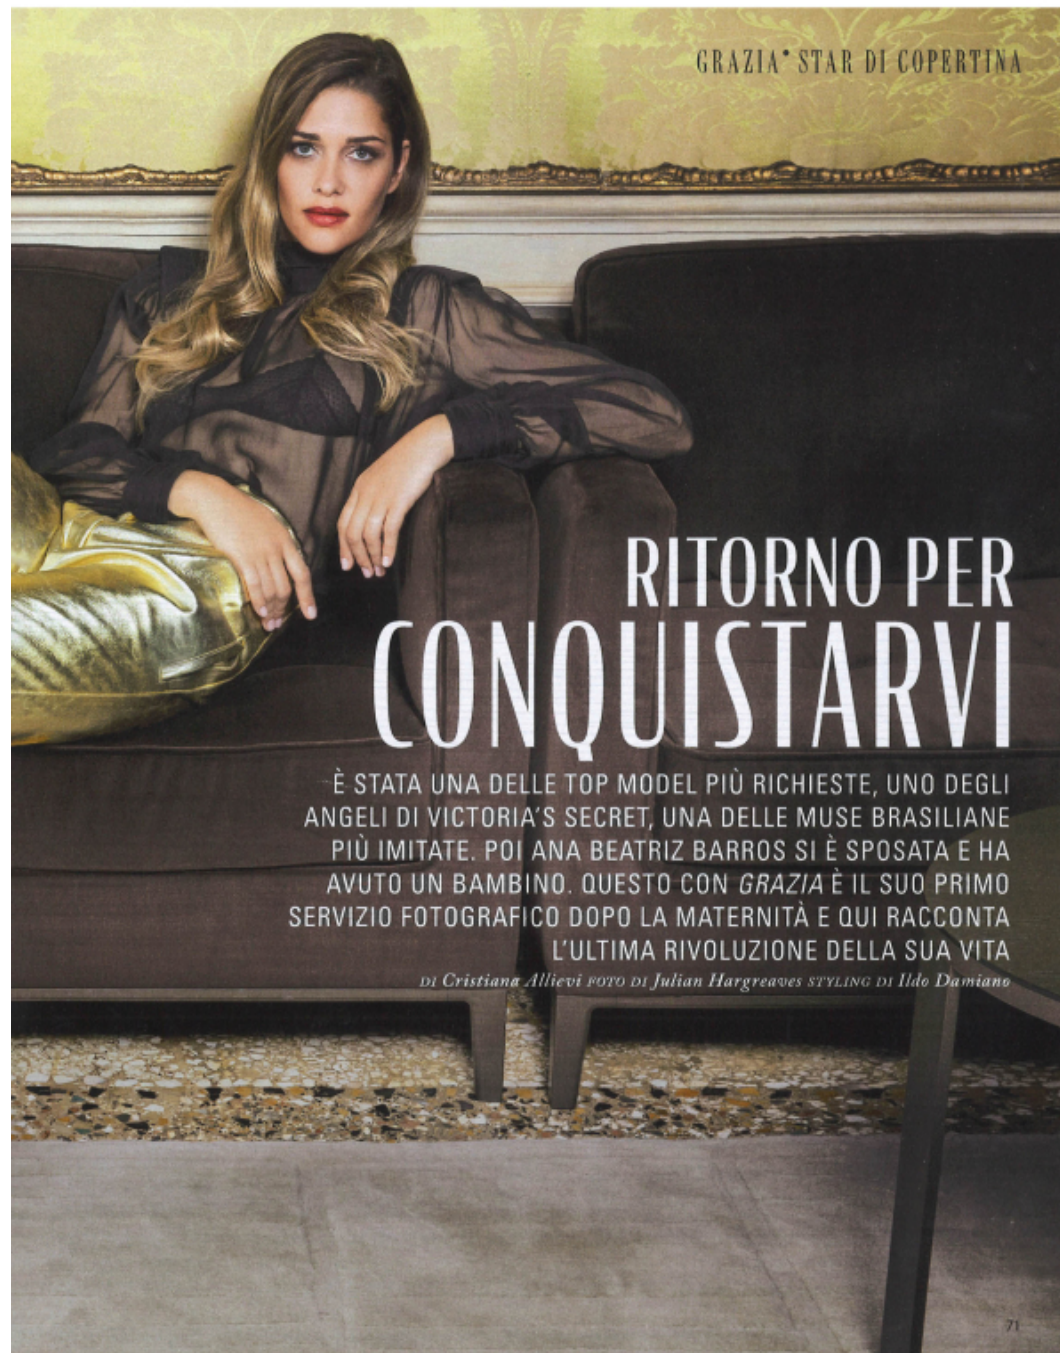 GRAZIA• STAR DI COPERTINA
RITORNO PER
CONQUISTARVI
È STATA UNA DELLE TOP MODEL PIÙ RICHIESTE, UNO DEGLI
ANGELI DI VICTORIA'S SECRET, UNA DELLE MUSE BRASILIANE
PIÙ IMITATE. POI ANA BEATRIZ BARROS SI È SPOSATA E HA
AVUTO UN BAMBINO. QUESTO CON GRAZIA È IL SUO PRIMO
SERVIZIO FOTOGRAFICO DOPO LA MATERNITÀ E QUI RACCONTA
L'ULTIMA RIVOLUZIONE DELLA SUA VITA
DI Cristiana Allievi FOTO DI Julian Hargreaves STYLING DI Ildo Damiano
71